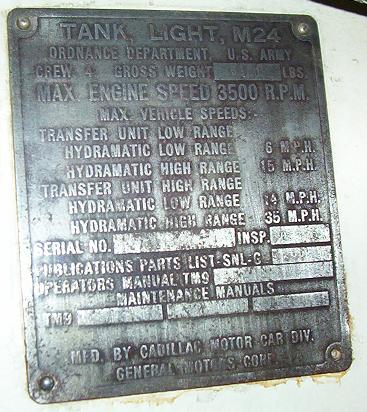 TANK, LIGHT, M24
ORDNANCE DEPARTMENT, U.S. ARMY
CREW 4 GROSS WEIGHT LBS.
MAX. ENGINE SPEED 3500 R.P.M.
MAX. VEHICLE SPEEDS:-
TRANSFER UNIT LOW RANGE
HYDRAMATIC LOW RANGE 6 M.P.H.
HYDRAMATIC HIGH RANGE 15 M.P.H.
TRANSFER UNIT HIGH RANGE
HYDRAMATIC LOW RANGE 14 M.P.H.
HYDRAMATIC HIGH RANGE 35 M.P.H.
SERIAL NO. INSP.
PUBLICATIONS PARTS LIST-SNL-G
OPERATORS MANUAL TM9
MAINTENANCE MANUALS
TM9
MFD. BY CADILLAC MOTOR CAR DIV.
GENERAL MOTORS CORP.